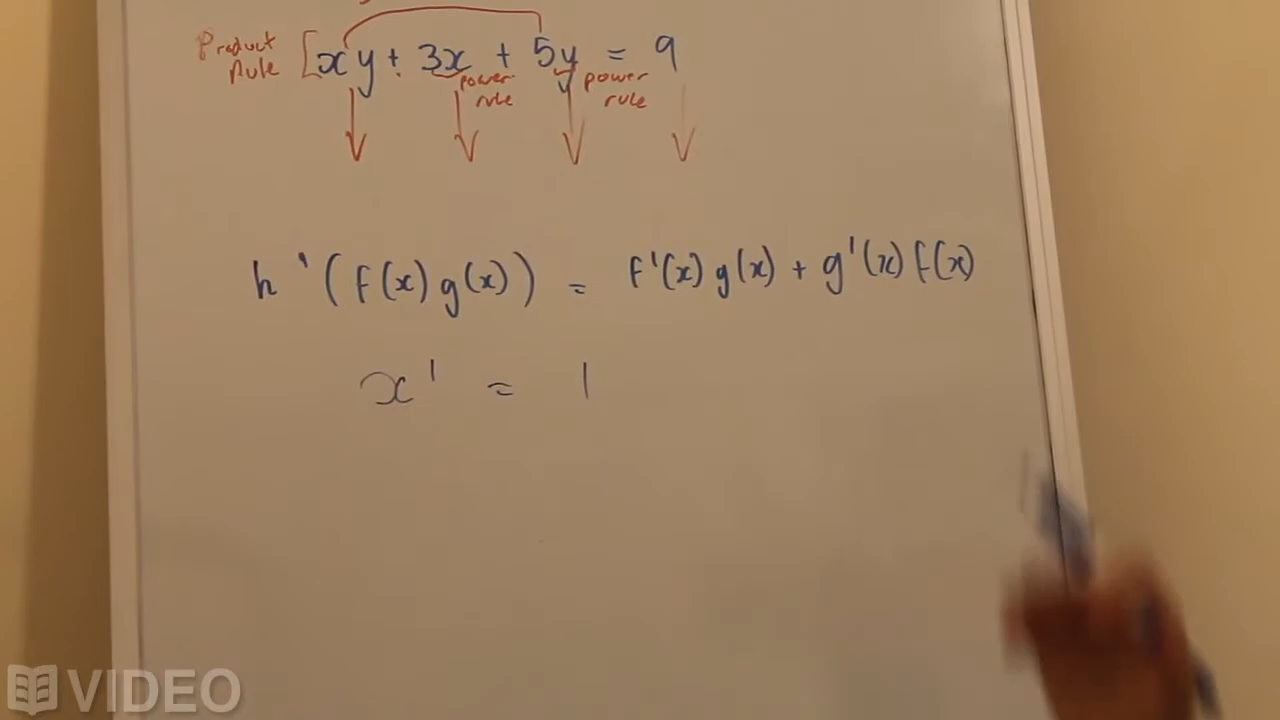 Product
Rule [xy + 3x + 5y = 9
power power
rule rule
h'(f(x)g(x)) = f'(x)g(x) + g'(x)f(x)
x' = 1
VIDEO